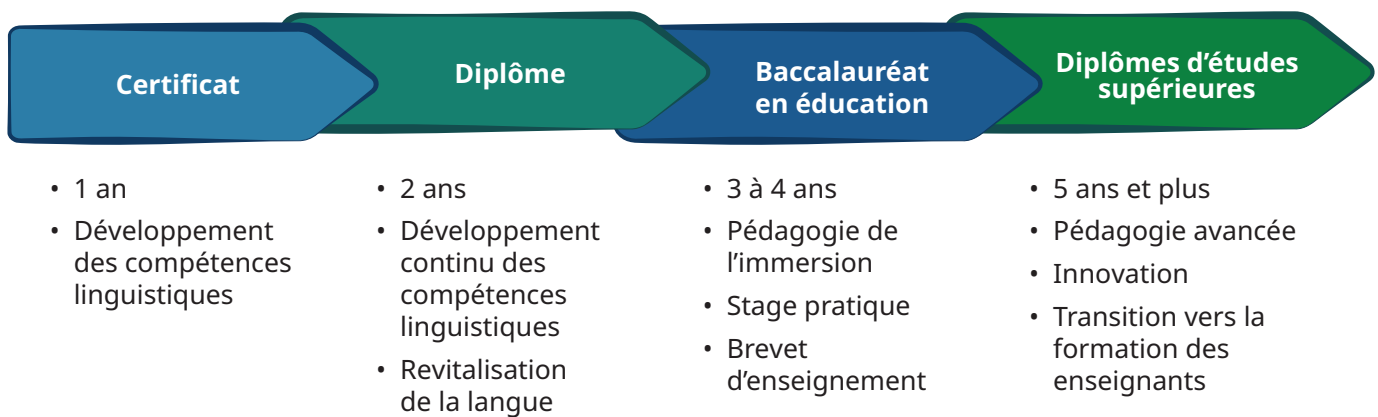 Certificat
Diplôme
Baccalauréat
en éducation
Diplômes d’études
supérieures
• 1 an
• Développement
des compétences
linguistiques
• 2 ans
• Développement
continu des
compétences
linguistiques
• Revitalisation
de la langue
• 3 à 4 ans
• Pédagogie de
l’immersion
• Stage pratique
• Brevet
d’enseignement
• 5 ans et plus
• Pédagogie avancée
• Innovation
• Transition vers la
formation des
enseignants